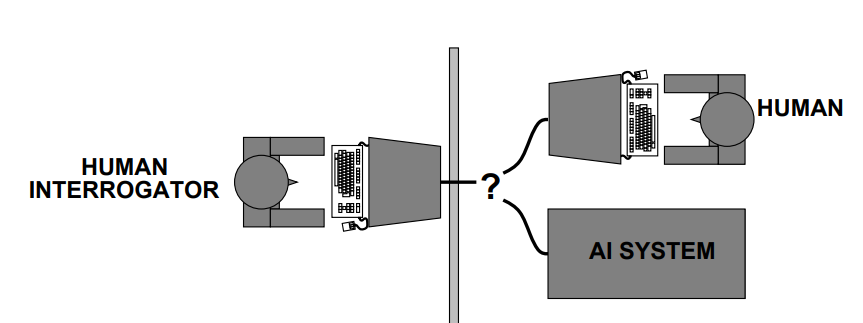 HUMAN
HUMAN
INTERROGATOR
?
AI SYSTEM